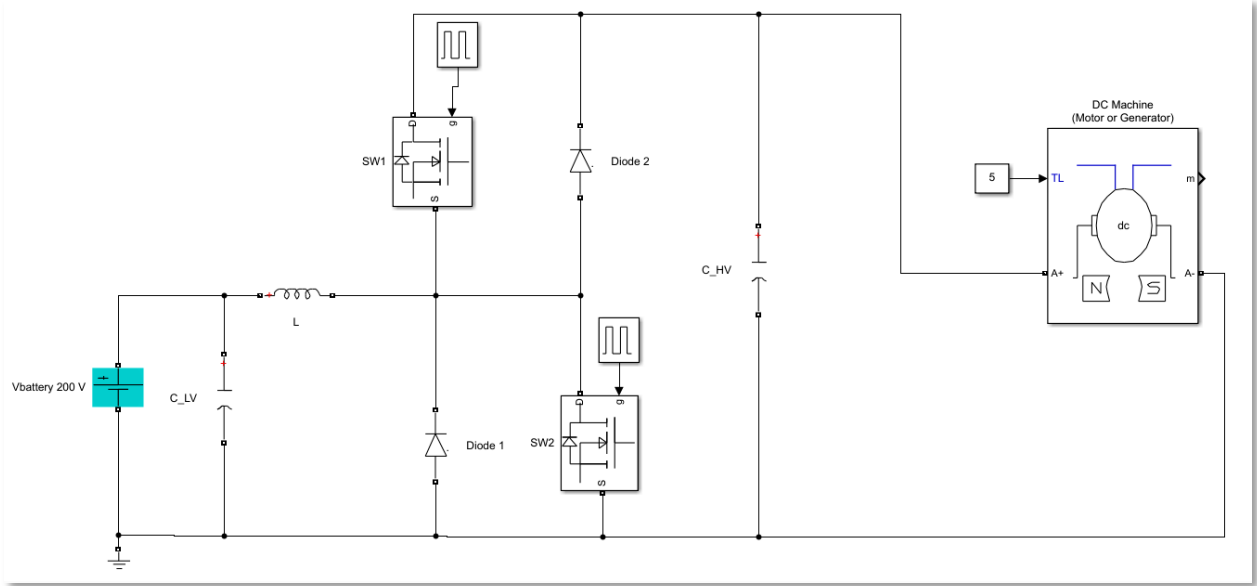 DC Machine
(Motor or Generator)
D
g
SW1
Diode 2
5
TL
m
dc
S
+
C_HV
A+
A-
N
S
+
L
+
+
Vbattery 200 V
C_LV
D
g
Diode 1
SW2
S